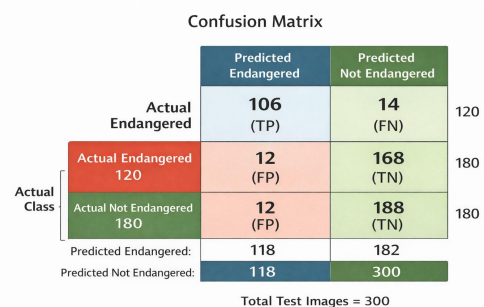 Confusion Matrix
Predicted Endangered
Predicted Not Endangered
Actual Endangered
106 (TP)
14 (FN)
120
Actual Endangered 120
12 (FP)
168 (TN)
180
Actual Class
Actual Not Endangered 180
12 (FP)
188 (TN)
180
Predicted Endangered: 118 182
Predicted Not Endangered: 118 300
Total Test Images = 300